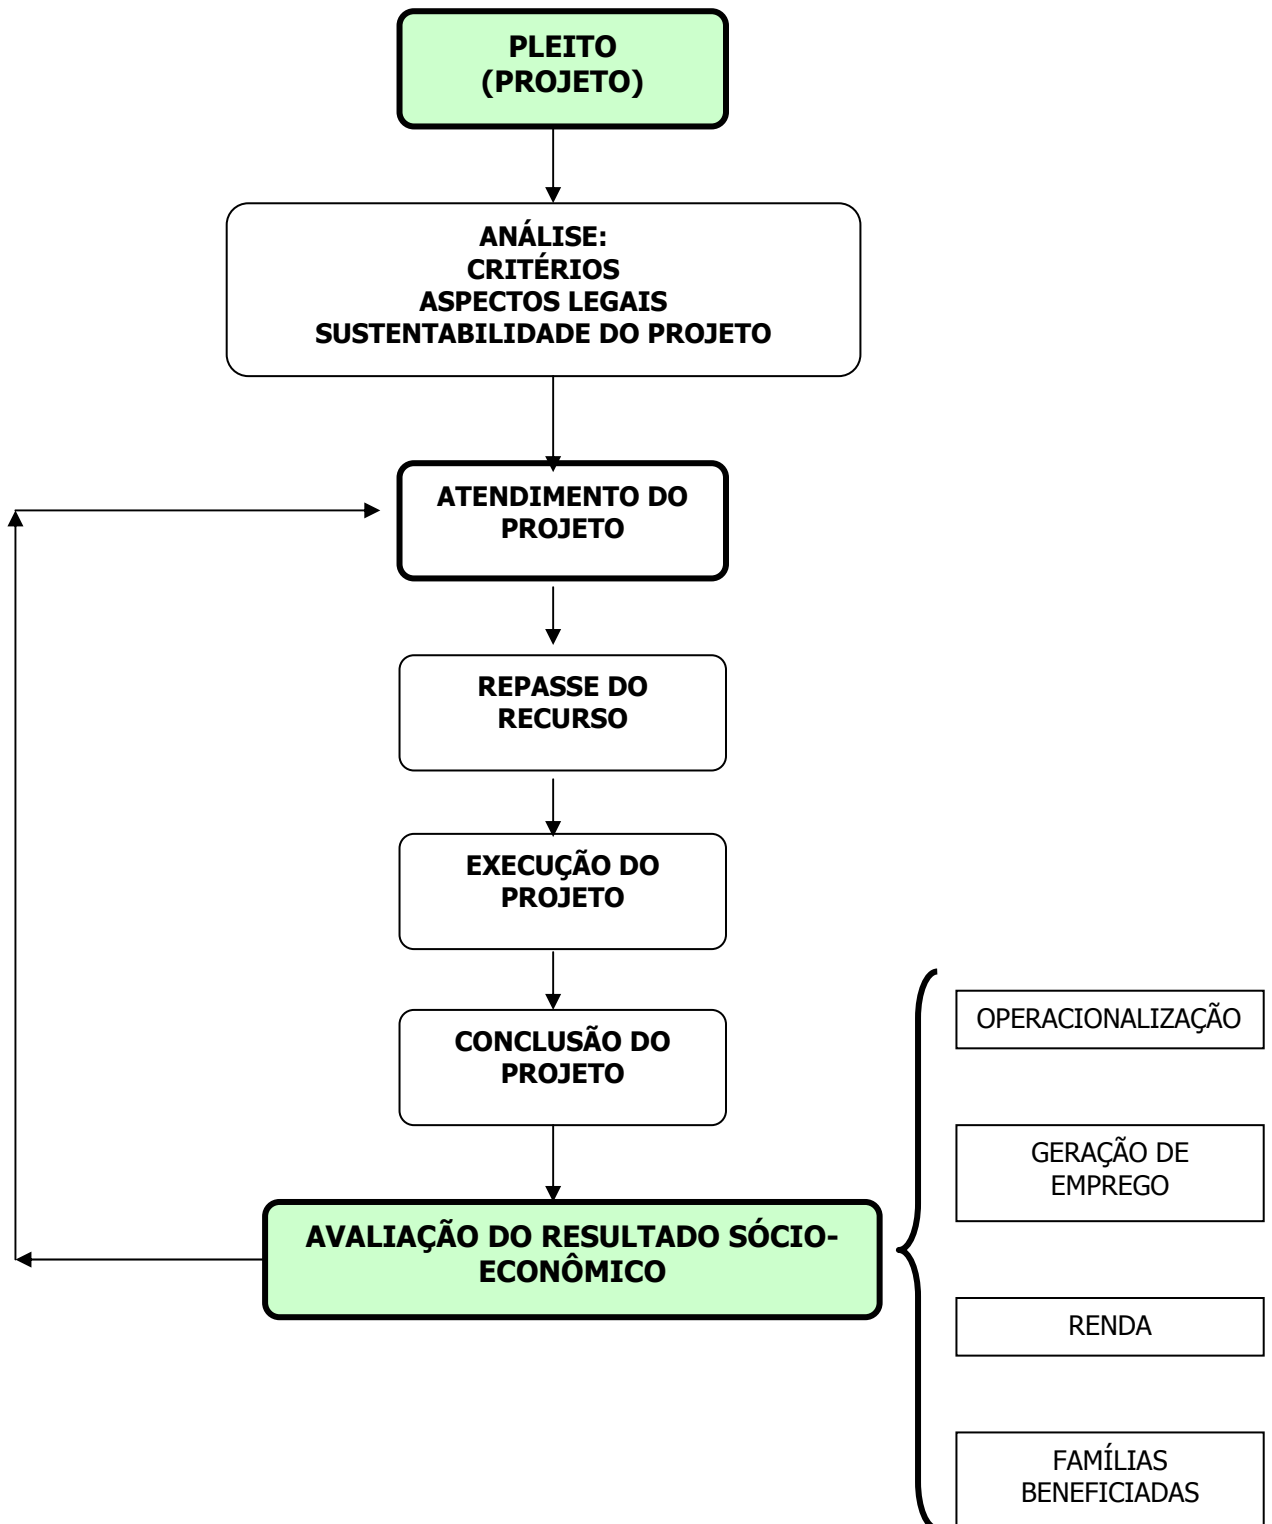 PLEITO
(PROJETO)
ANÁLISE:
CRITÉRIOS
ASPECTOS LEGAIS
SUSTENTABILIDADE DO PROJETO
ATENDIMENTO DO
PROJETO
REPASSE DO
RECURSO
EXECUÇÃO DO
PROJETO
CONCLUSÃO DO
PROJETO
AVALIAÇÃO DO RESULTADO SÓCIO-
ECONÔMICO
OPERACIONALIZAÇÃO
GERAÇÃO DE
EMPREGO
RENDA
FAMÍLIAS
BENEFICIADAS